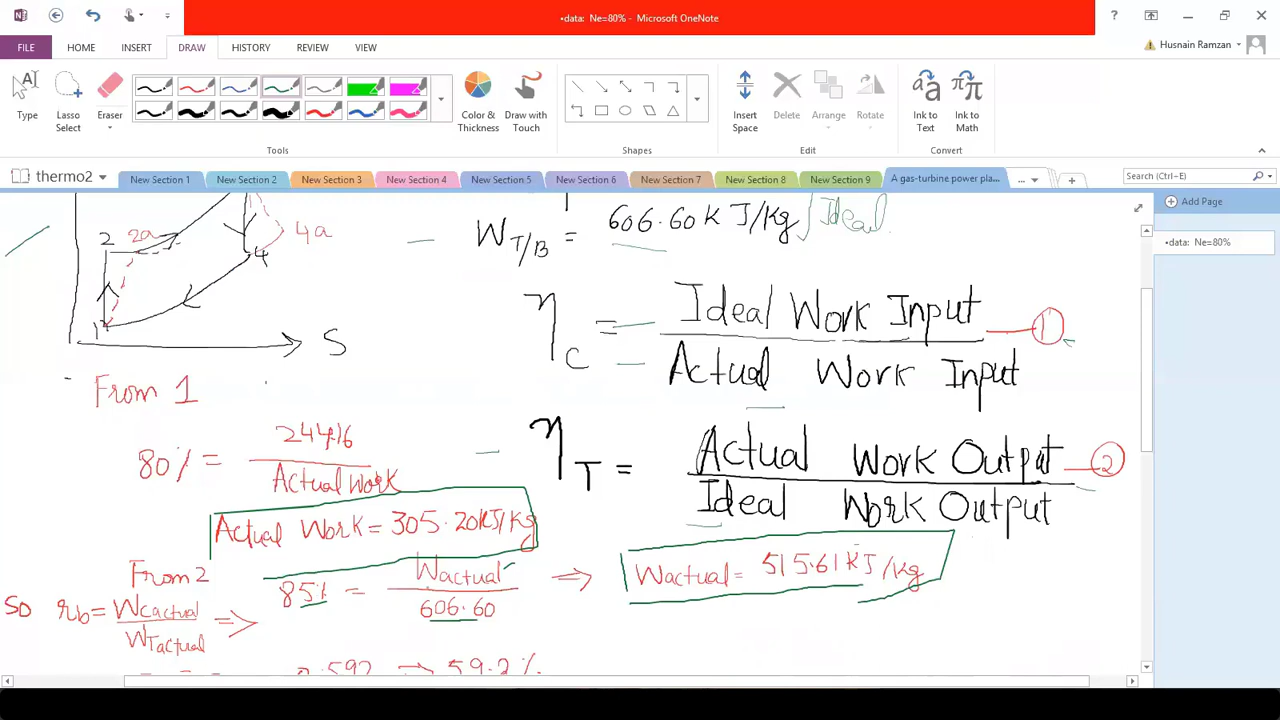 •data: Ne=80% - Microsoft OneNote
Husnain Ramzan
FILE HOME INSERT DRAW HISTORY REVIEW VIEW
Type Lasso Select Eraser Color & Thickness Draw with Touch Insert Space Delete Arrange Rotate Ink to Text Ink to Math
Tools Shapes Edit Convert
thermo2 New Section 1 New Section 2 New Section 3 New Section 4 New Section 5 New Section 6 New Section 7 New Section 8 New Section 9 A gas-turbine power pla... Search (Ctrl+E)
Add Page
•data: Ne=80%
2 2a 4a
4
1
S
W T/B = 606.60 KJ/Kg Ideal
ηC = Ideal Work Input 1
Actual Work Input
From 1
80% = 244.16
Actual Work
ηT = Actual Work Output 2
Ideal Work Output
Actual Work = 305.20KJ/Kg
From 2
85% = Wactual ⇒ Wactual = 515.61 KJ/Kg
606.60
So rb = WCactual ⇒
WTactual
59.2%